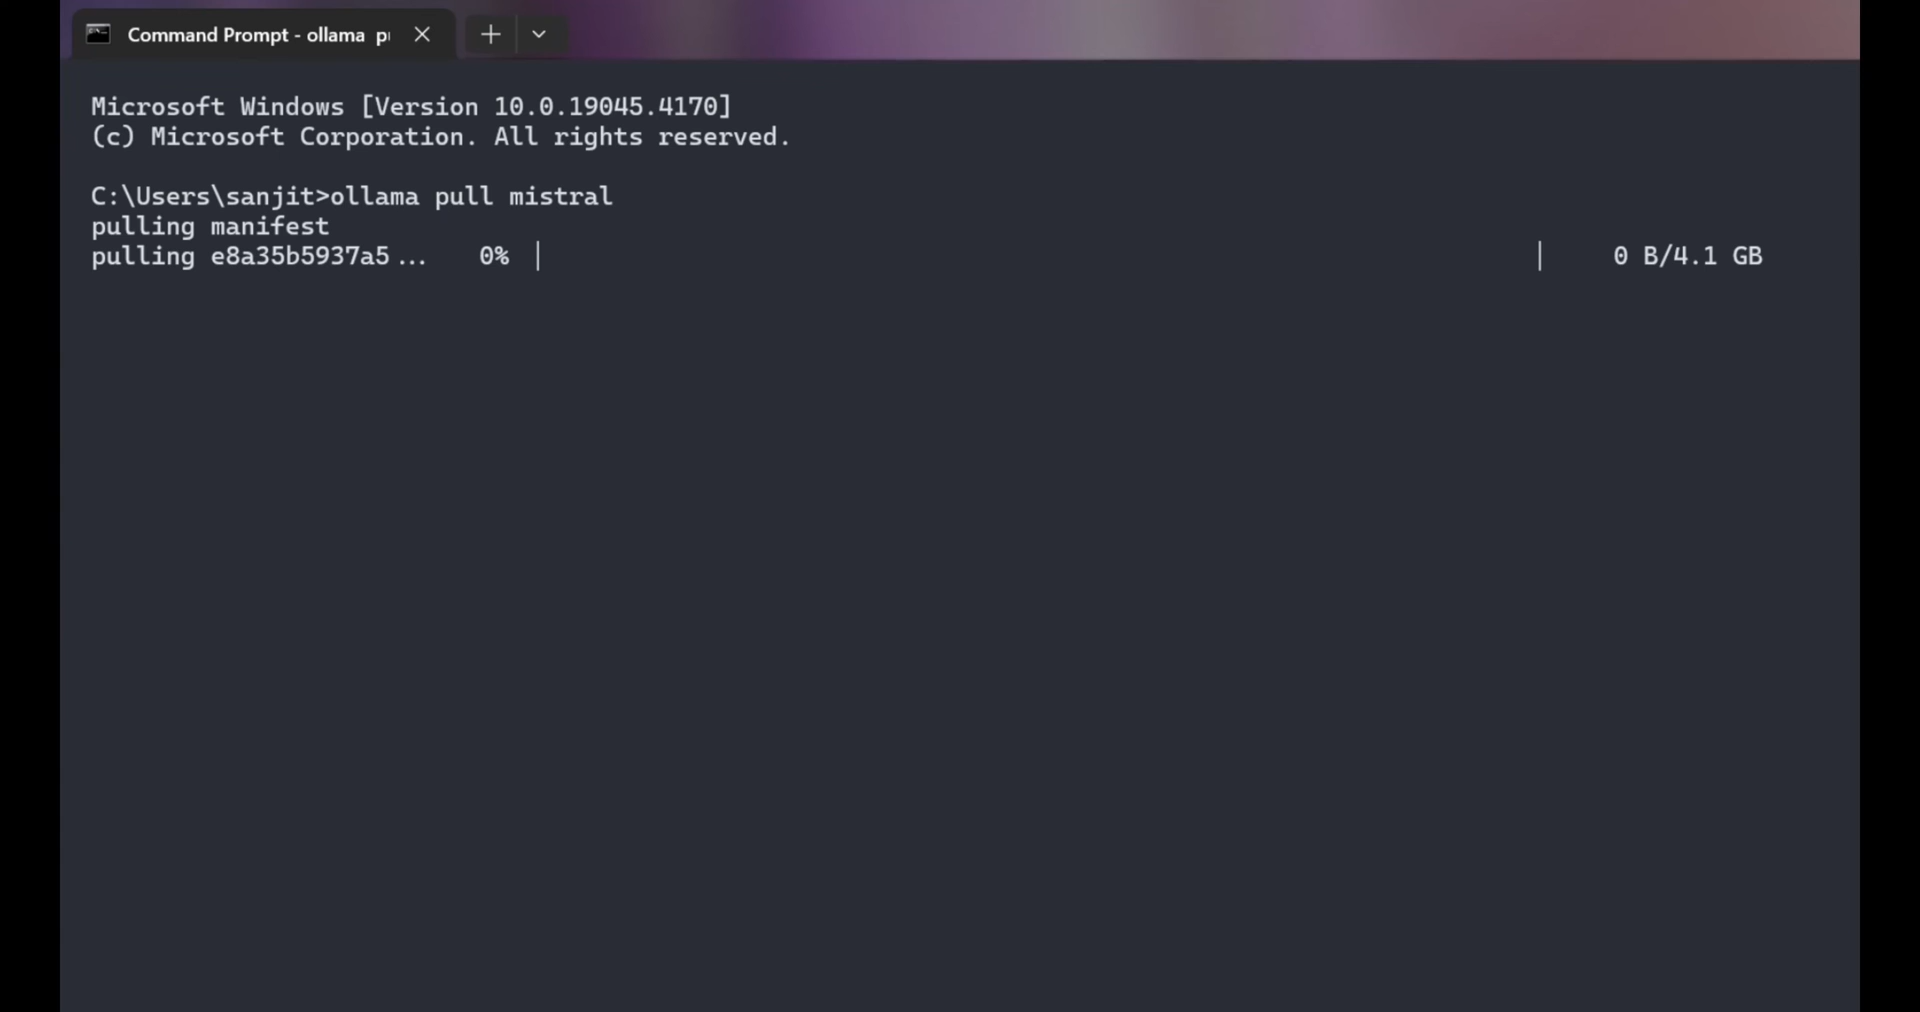 Command Prompt - ollama p
Microsoft Windows [Version 10.0.19045.4170]
(c) Microsoft Corporation. All rights reserved.
C:\Users\sanjit>ollama pull mistral
pulling manifest
pulling e8a35b5937a5... 0% | | 0 B/4.1 GB